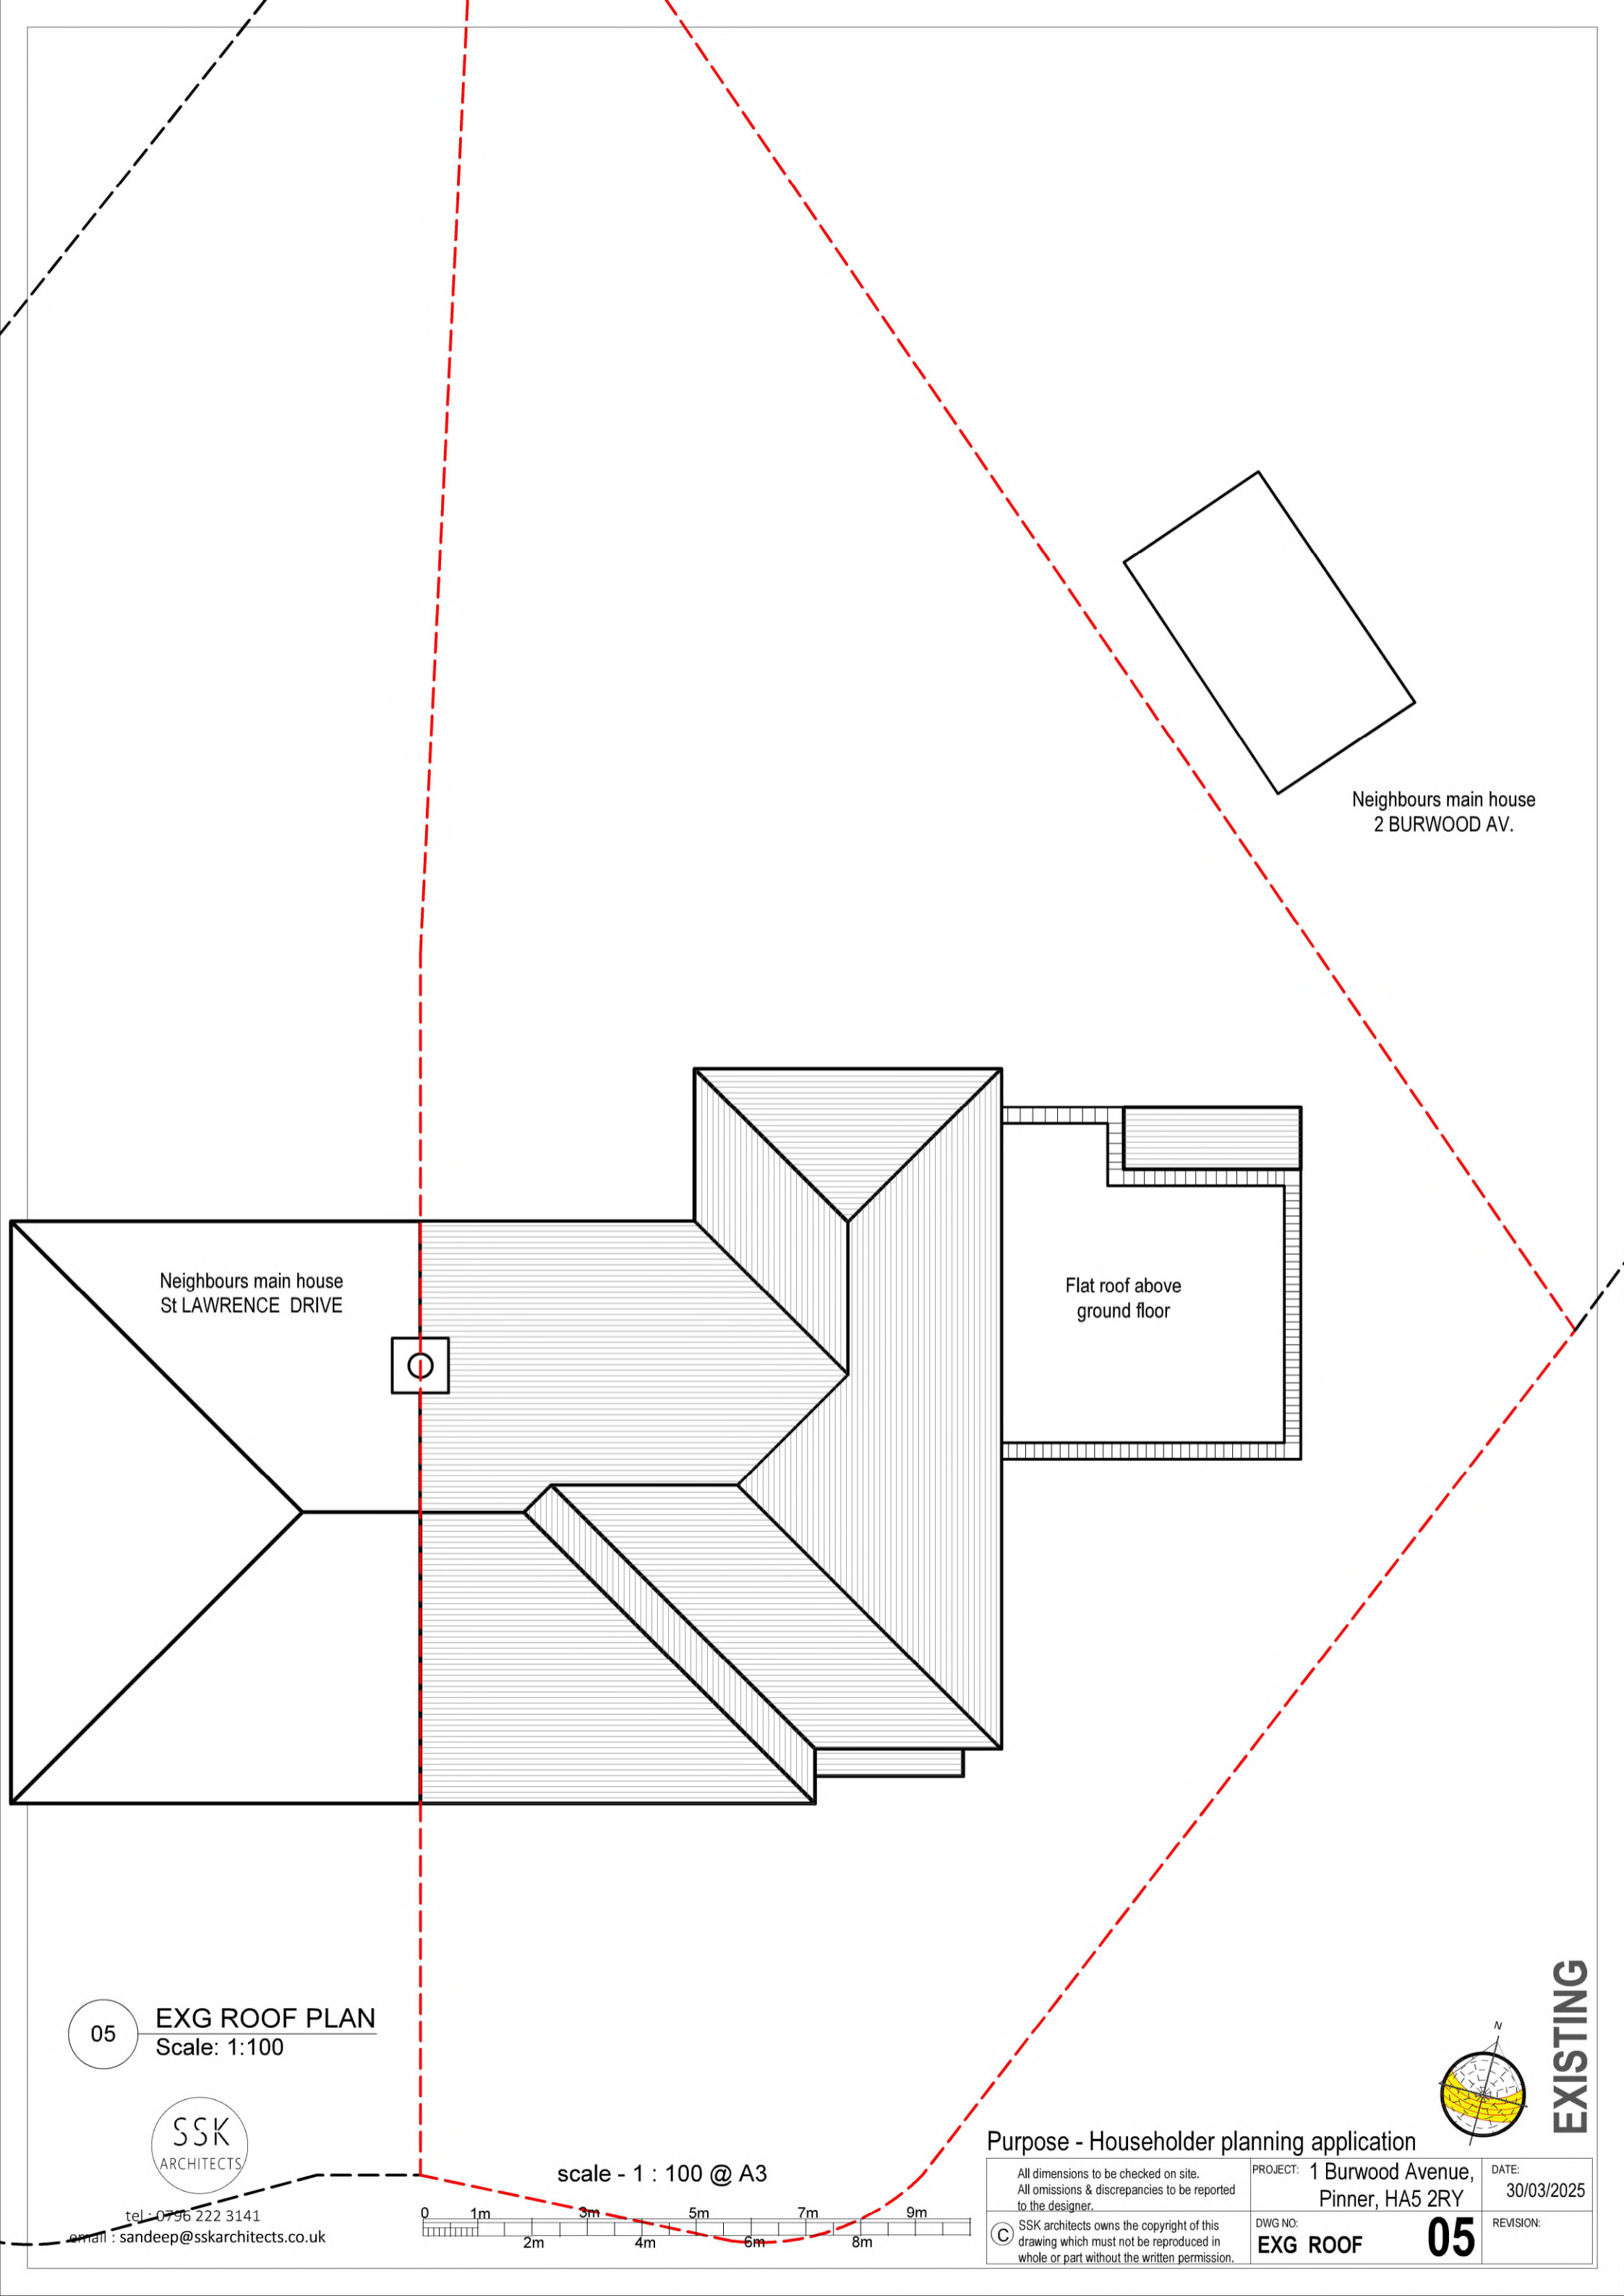 Neighbours main house
2 BURWOOD AV.
Neighbours main house
St LAWRENCE DRIVE
Flat roof above
ground floor
05
EXG ROOF PLAN
Scale: 1:100
SSK
ARCHITECTS
tel : 0796 222 3141
email : sandeep@sskarchitects.co.uk
scale - 1 : 100 @ A3
0 1m 3m 5m 7m 9m
2m 4m 6m 8m
N
EXISTING
Purpose - Householder planning application
All dimensions to be checked on site.
All omissions & discrepancies to be reported
to the designer.
C
SSK architects owns the copyright of this
drawing which must not be reproduced in
whole or part without the written permission.
PROJECT: 1 Burwood Avenue,
Pinner, HA5 2RY
DATE:
30/03/2025
DWG NO:
EXG ROOF 05
REVISION: